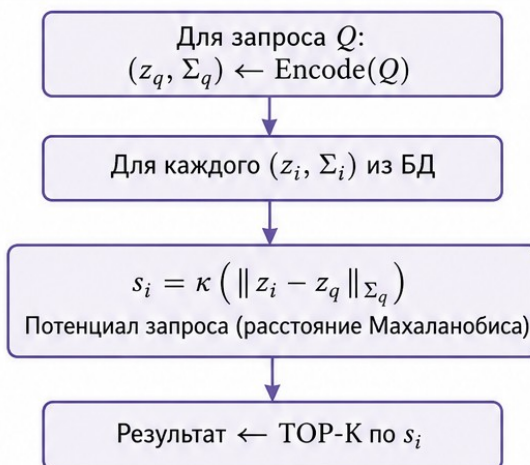 Для запроса Q:
(z_q, Σ_q) ← Encode(Q)
Для каждого (z_i, Σ_i) из БД
s_i = κ ( ‖ z_i − z_q ‖_{Σ_q} )
Потенциал запроса (расстояние Махаланобиса)
Результат ← TOP-K по s_i